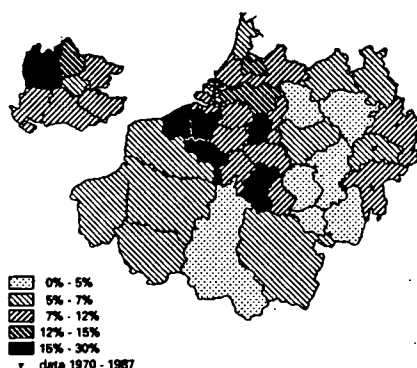 0% - 5%
5% - 7%
7% - 12%
12% - 15%
15% - 30%
* data 1970 - 1987